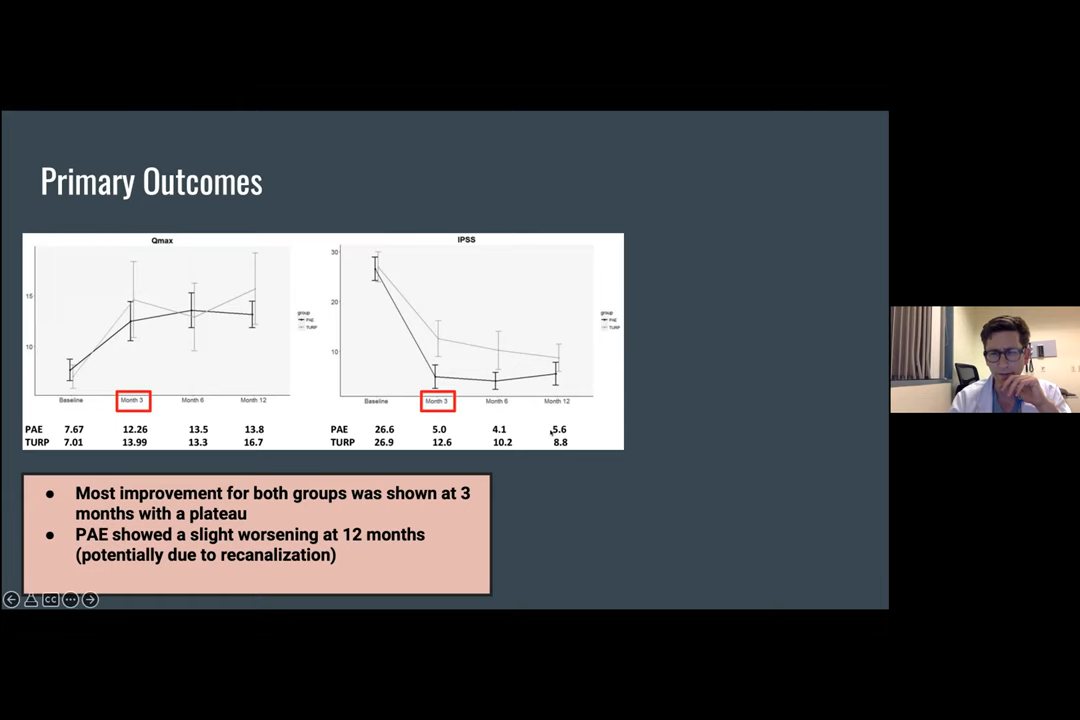 Primary Outcomes
Qmax
15
10
group
PAE
TURP
Baseline
Month 3
Month 6
Month 12
PAE 7.67 12.26 13.5 13.8
TURP 7.01 13.99 13.3 16.7
IPSS
30
20
10
group
PAE
TURP
Baseline
Month 3
Month 6
Month 12
PAE 26.6 5.0 4.1 5.6
TURP 26.9 12.6 10.2 8.8
● Most improvement for both groups was shown at 3
months with a plateau
● PAE showed a slight worsening at 12 months
(potentially due to recanalization)
CC